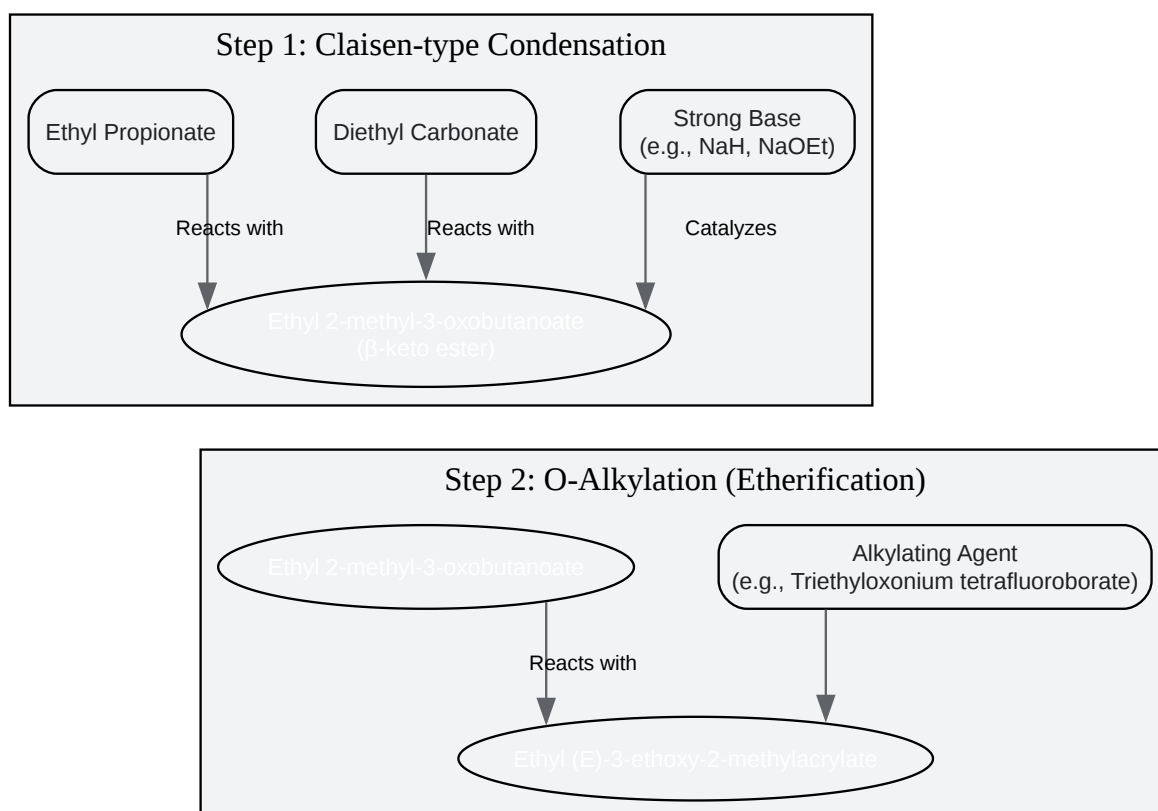 Step 1: Claisen-type Condensation
Ethyl Propionate
Diethyl Carbonate
Strong Base
(e.g., NaH, NaOEt)
Reacts with
Reacts with
Catalyzes
Ethyl 2-methyl-3-oxobutanoate
(β-keto ester)
Step 2: O-Alkylation (Etherification)
Ethyl 2-methyl-3-oxobutanoate
Alkylating Agent
(e.g., Triethyloxonium tetrafluoroborate)
Reacts with
Ethyl (E)-3-ethoxy-2-methylacrylate